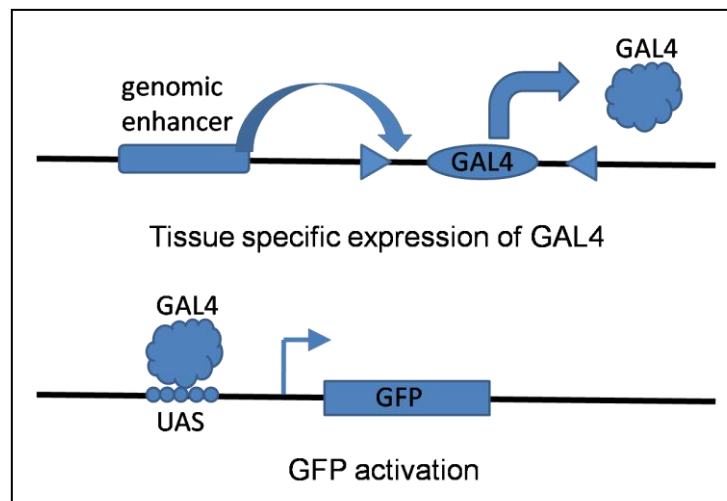 GAL4
genomic
enhancer
GAL4
Tissue specific expression of GAL4
GAL4
GFP
UAS
GFP activation